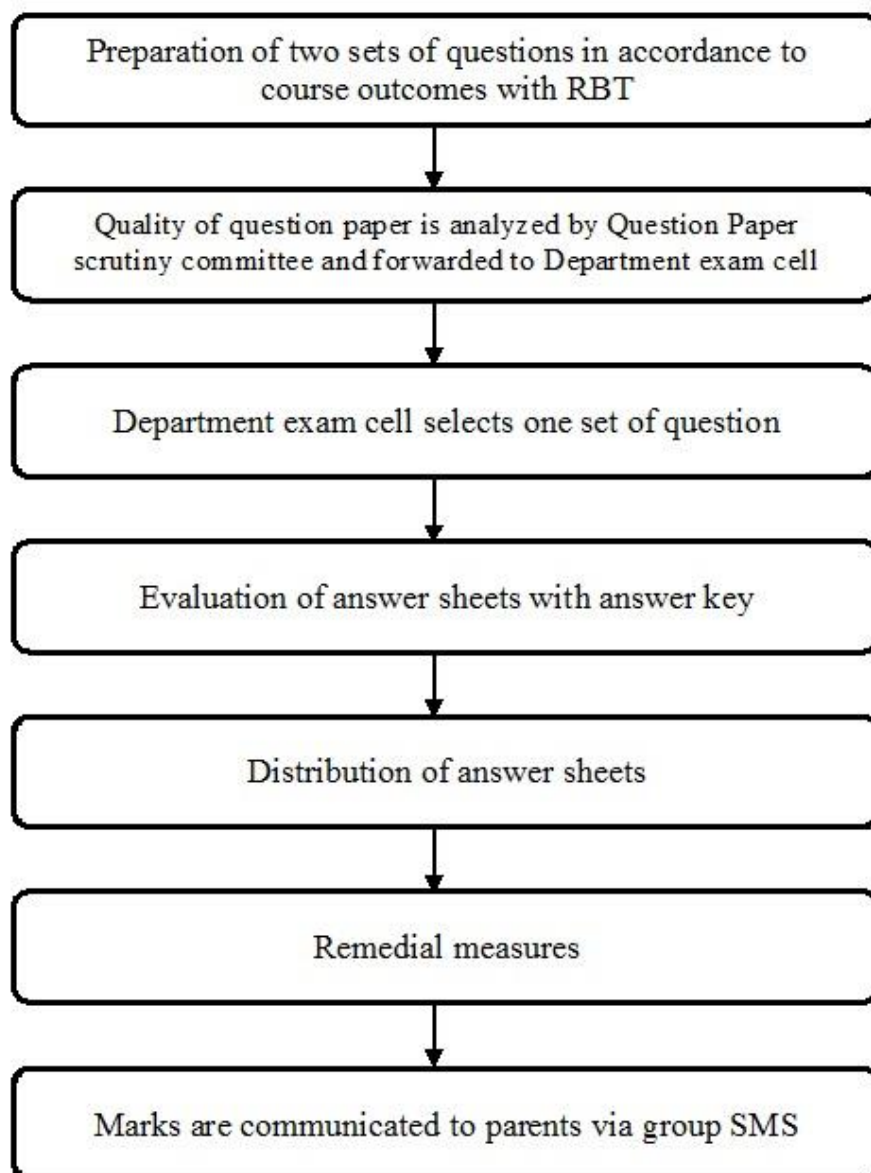 Preparation of two sets of questions in accordance to
course outcomes with RBT
Quality of question paper is analyzed by Question Paper
scrutiny committee and forwarded to Department exam cell
Department exam cell selects one set of question
Evaluation of answer sheets with answer key
Distribution of answer sheets
Remedial measures
Marks are communicated to parents via group SMS